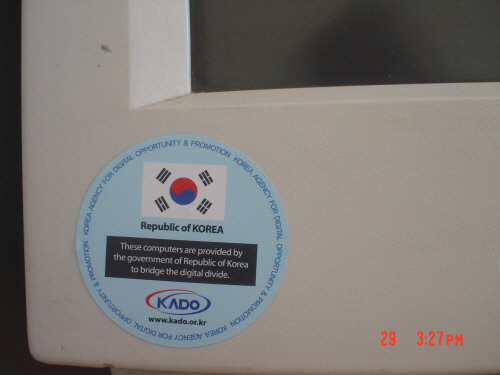 KOREA AGENCY FOR DIGITAL OPPORTUNITY & PROMOTION KOREA AGENCY FOR DIGITAL OPPORTUNITY & PROMOTION KOREA AGENCY FOR DIGITAL OPPORTUNITY & PROMOTION
Republic of KOREA
These computers are provided by
the government of Republic of Korea
to bridge the digital divide.
KADO
www.kado.or.kr
29 3:27PM